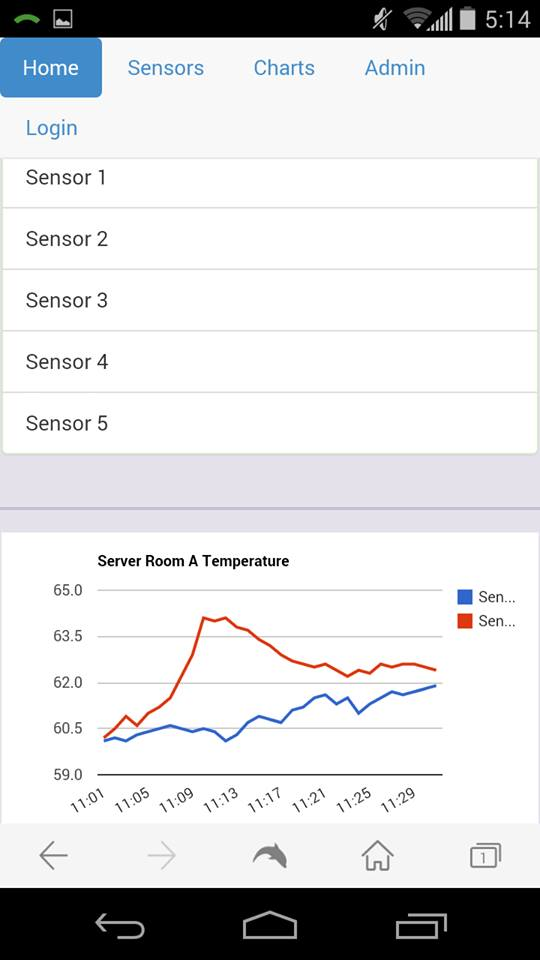 5:14
Home Sensors Charts Admin
Login
Sensor 1
Sensor 2
Sensor 3
Sensor 4
Sensor 5
Server Room A Temperature
65.0
63.5
62.0
60.5
59.0
Sen...
Sen...
11:01 11:05 11:09 11:13 11:17 11:21 11:25 11:29
1